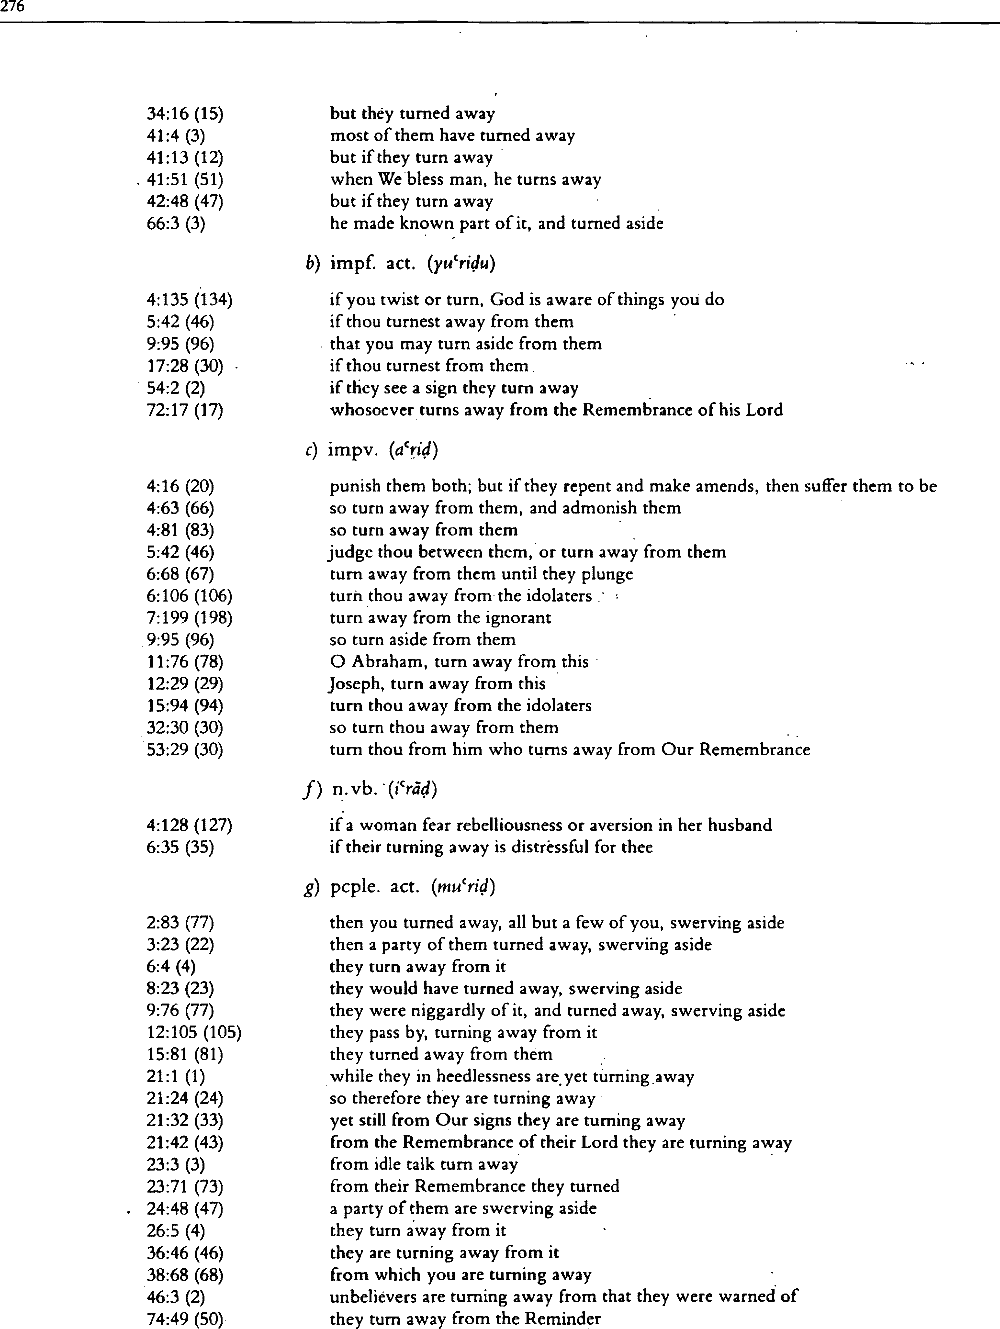 276
34:16 (15) but they turned away
41:4 (3) most of them have turned away
41:13 (12) but if they turn away
41:51 (51) when We bless man, he turns away
42:48 (47) but if they turn away
66:3 (3) he made known part of it, and turned aside
b) impf. act. (yuʿriḍu)
4:135 (134) if you twist or turn, God is aware of things you do
5:42 (46) if thou turnest away from them
9:95 (96) that you may turn aside from them
17:28 (30) if thou turnest from them
54:2 (2) if they see a sign they turn away
72:17 (17) whosoever turns away from the Remembrance of his Lord
c) impv. (aʿriḍ)
4:16 (20) punish them both; but if they repent and make amends, then suffer them to be
4:63 (66) so turn away from them, and admonish them
4:81 (83) so turn away from them
5:42 (46) judge thou between them, or turn away from them
6:68 (67) turn away from them until they plunge
6:106 (106) turn thou away from the idolaters
7:199 (198) turn away from the ignorant
9:95 (96) so turn aside from them
11:76 (78) O Abraham, turn away from this
12:29 (29) Joseph, turn away from this
15:94 (94) turn thou away from the idolaters
32:30 (30) so turn thou away from them
53:29 (30) turn thou from him who turns away from Our Remembrance
f) n.vb. (iʿrāḍ)
4:128 (127) if a woman fear rebelliousness or aversion in her husband
6:35 (35) if their turning away is distressful for thee
g) pcple. act. (muʿriḍ)
2:83 (77) then you turned away, all but a few of you, swerving aside
3:23 (22) then a party of them turned away, swerving aside
6:4 (4) they turn away from it
8:23 (23) they would have turned away, swerving aside
9:76 (77) they were niggardly of it, and turned away, swerving aside
12:105 (105) they pass by, turning away from it
15:81 (81) they turned away from them
21:1 (1) while they in heedlessness are yet turning away
21:24 (24) so therefore they are turning away
21:32 (33) yet still from Our signs they are turning away
21:42 (43) from the Remembrance of their Lord they are turning away
23:3 (3) from idle talk turn away
23:71 (73) from their Remembrance they turned
24:48 (47) a party of them are swerving aside
26:5 (4) they turn away from it
36:46 (46) they are turning away from it
38:68 (68) from which you are turning away
46:3 (2) unbelievers are turning away from that they were warned of
74:49 (50) they turn away from the Reminder